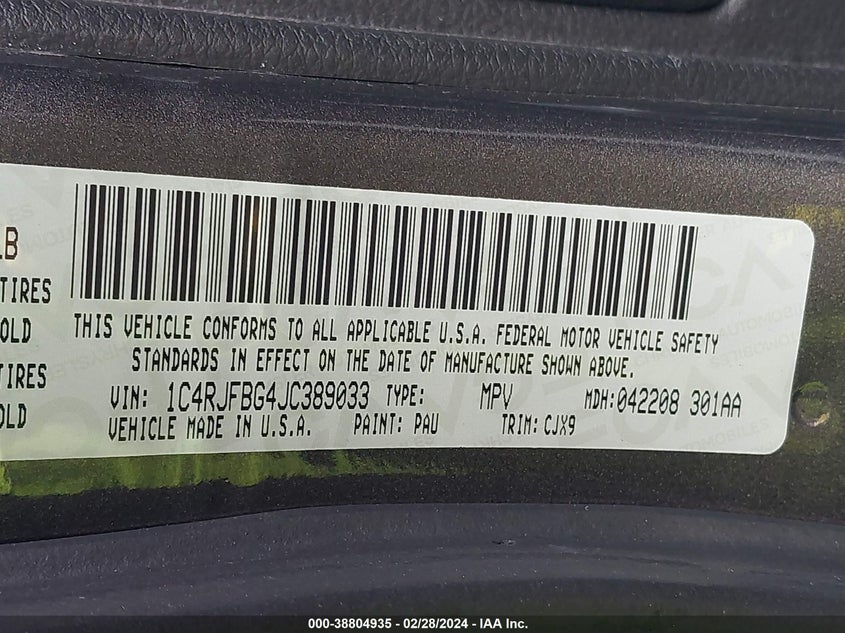 LB
TIRES
OLD
TIRES
OLD
THIS VEHICLE CONFORMS TO ALL APPLICABLE U.S.A. FEDERAL MOTOR VEHICLE SAFETY
STANDARDS IN EFFECT ON THE DATE OF MANUFACTURE SHOWN ABOVE.
VIN: 1C4RJFBG4JC389033 TYPE: MPV MDH:042208 301AA
VEHICLE MADE IN U.S.A. PAINT: PAU TRIM: CJX9
000-38804935 - 02/28/2024 - IAA Inc.